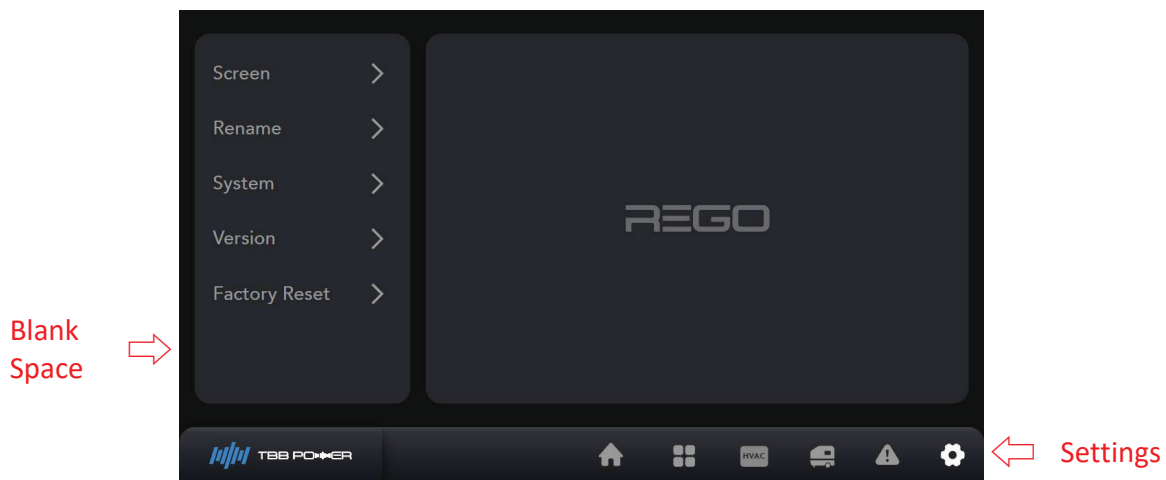 Screen
Rename
System
Version
Factory Reset
REGO
Blank
Space
TBB POWER
HVAC
Settings